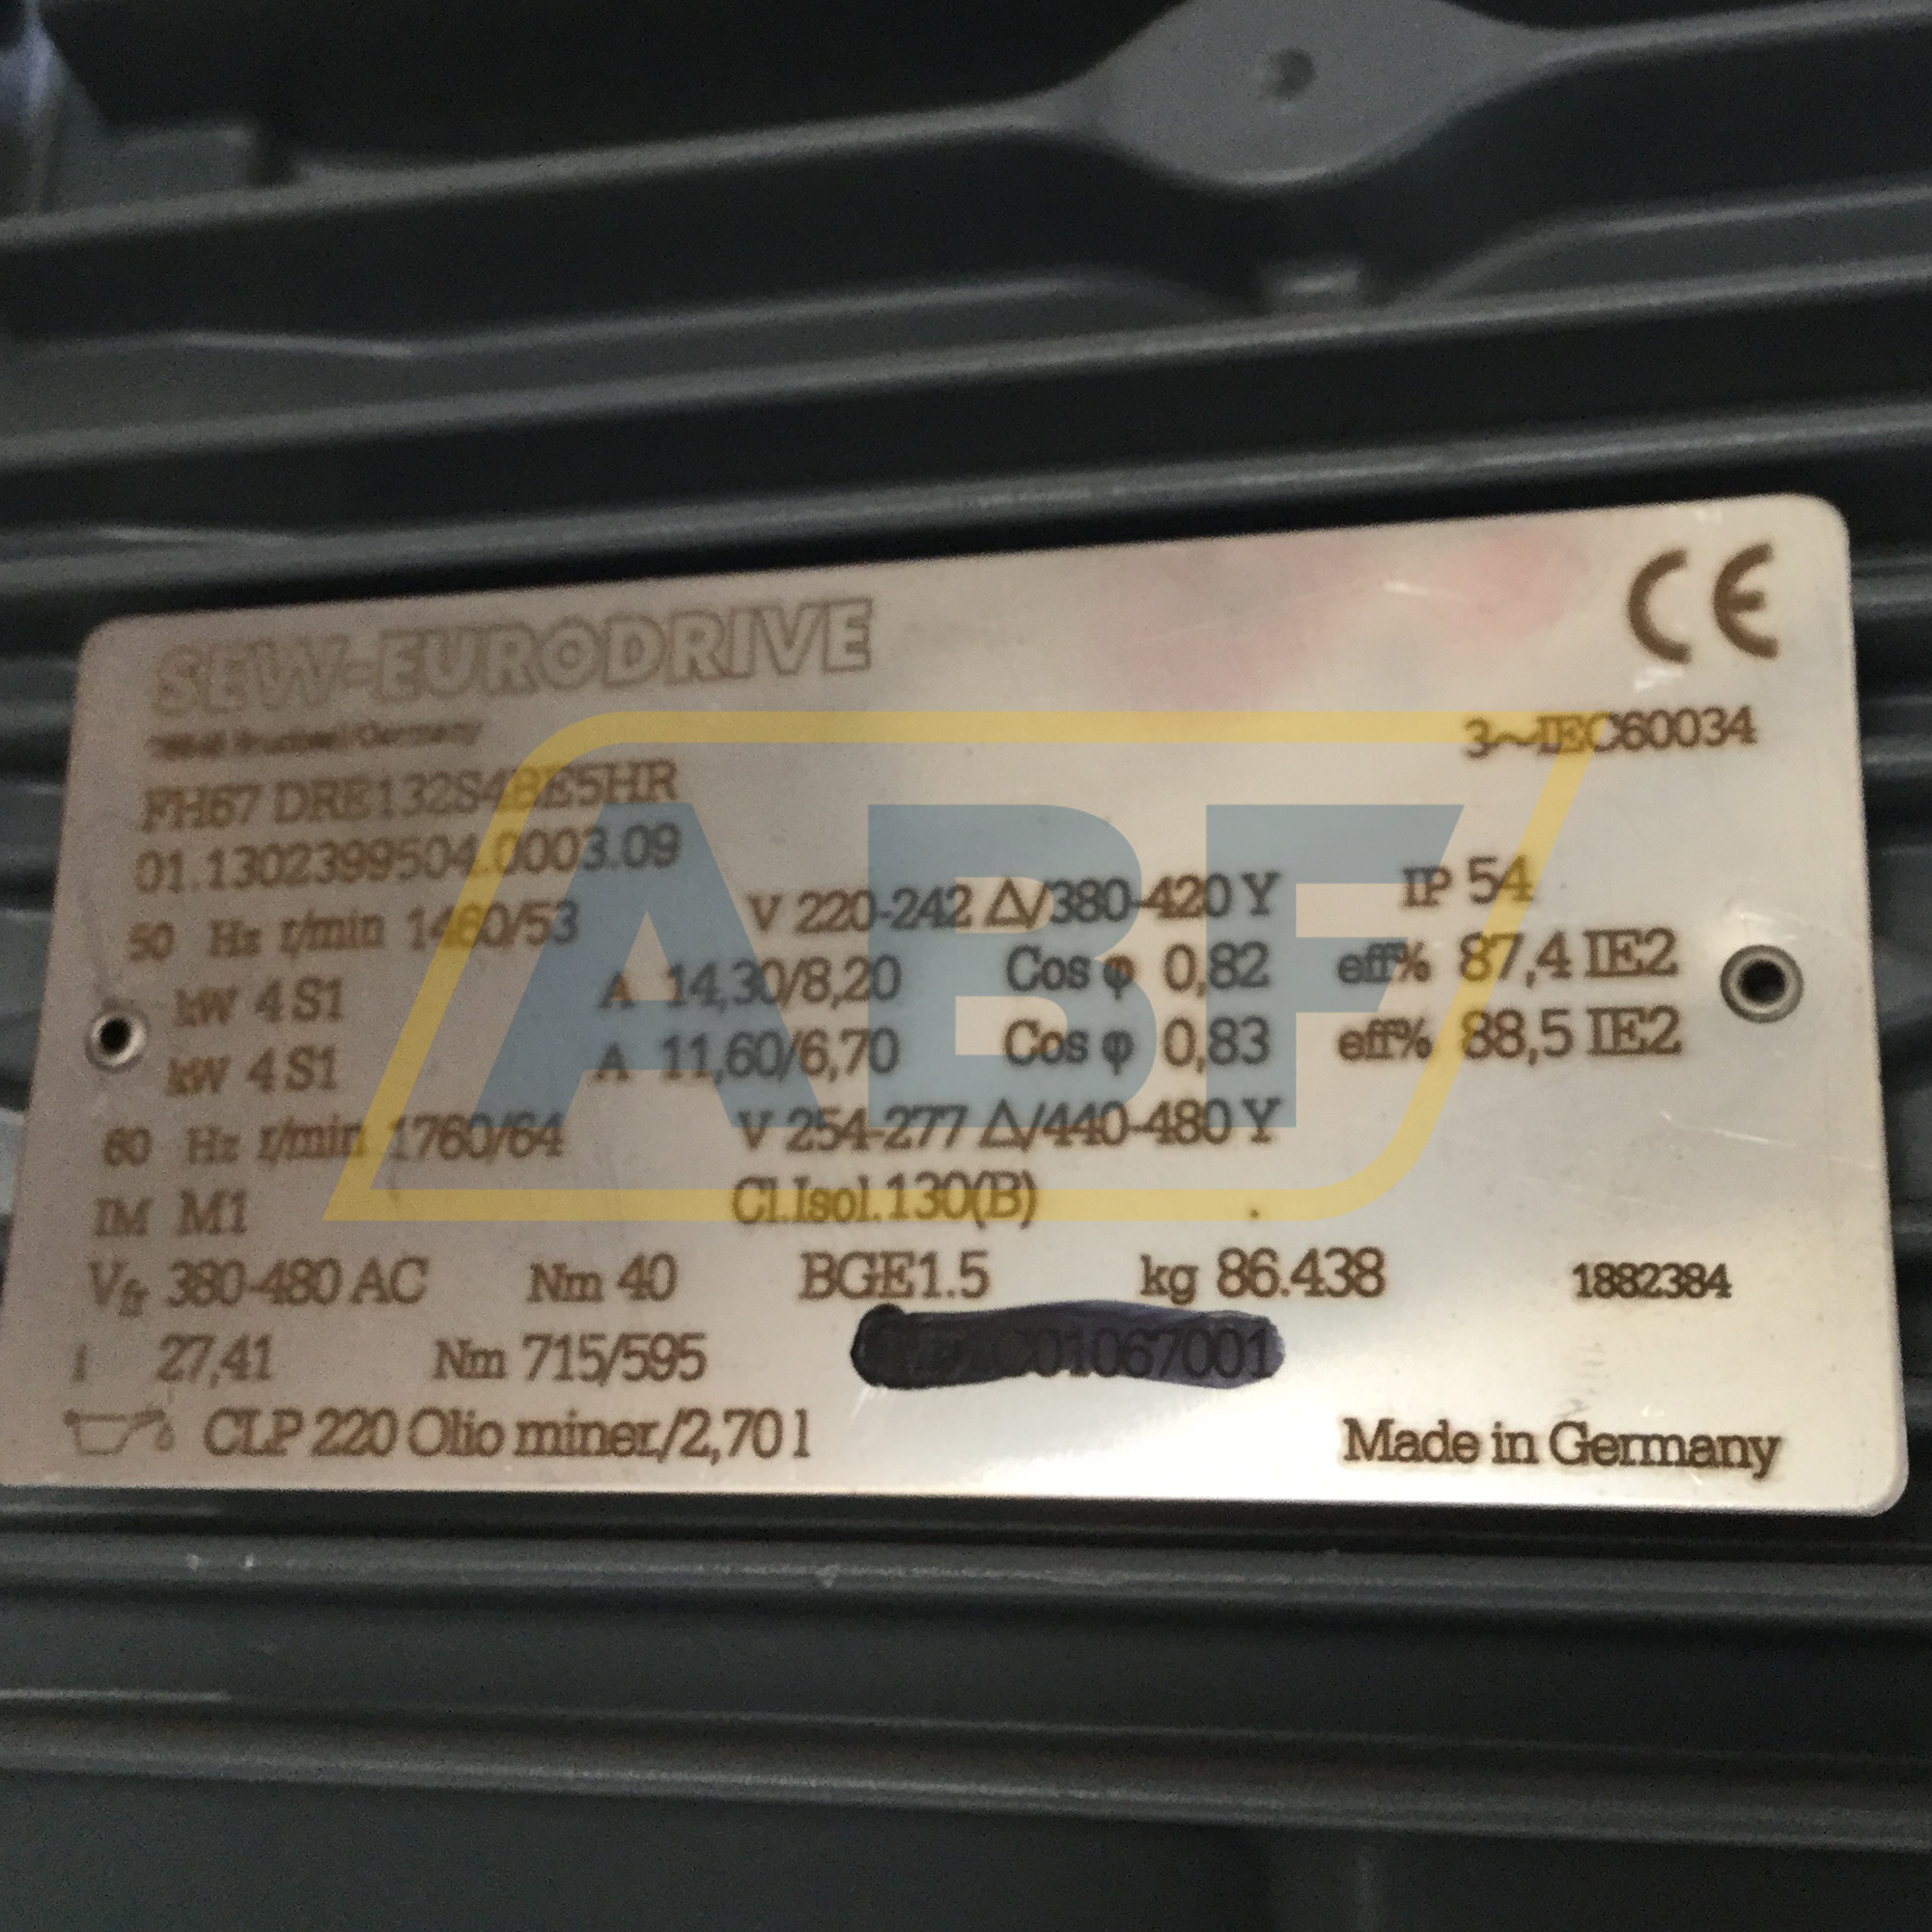 SEW-EURODRIVE
CE
76646 Bruchsal/Germany
3~IEC60034
FH67 DRE132S4BE5HR
01.1302399504.0003.09
50 Hz r/min 1460/53 V 220-242 Δ/380-420 Y IP 54
kW 4 S1 A 14,30/8,20 Cos φ 0,82 eff% 87,4 IE2
kW 4 S1 A 11,60/6,70 Cos φ 0,83 eff% 88,5 IE2
60 Hz r/min 1760/64 V 254-277 Δ/440-480 Y
IM M1 Cl.Isol.130(B) .
Vfr 380-480 AC Nm 40 BGE1.5 kg 86.438 1882384
i 27,41 Nm 715/595
CLP 220 Olio miner./2,70 l Made in Germany
ABF